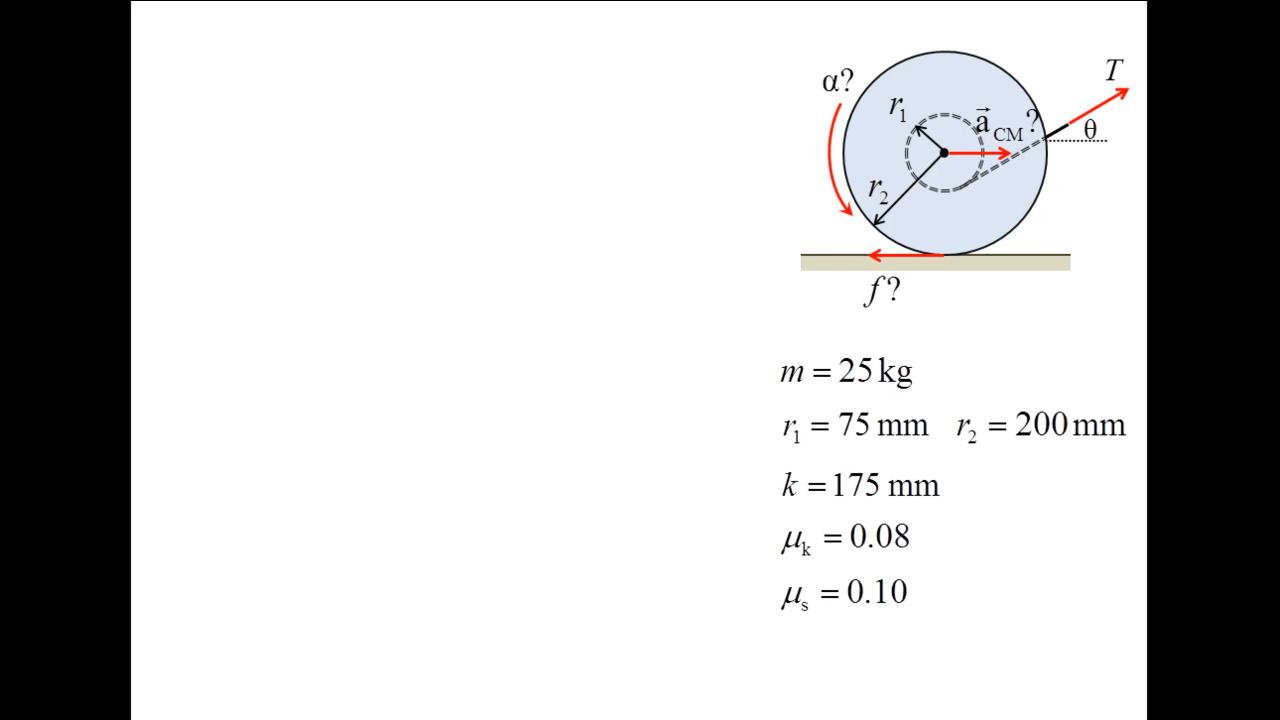 T
α?
r₁
a⃗ CM ?
θ
r₂
f?
m = 25 kg
r₁ = 75 mm r₂ = 200 mm
k = 175 mm
μₖ = 0.08
μₛ = 0.10